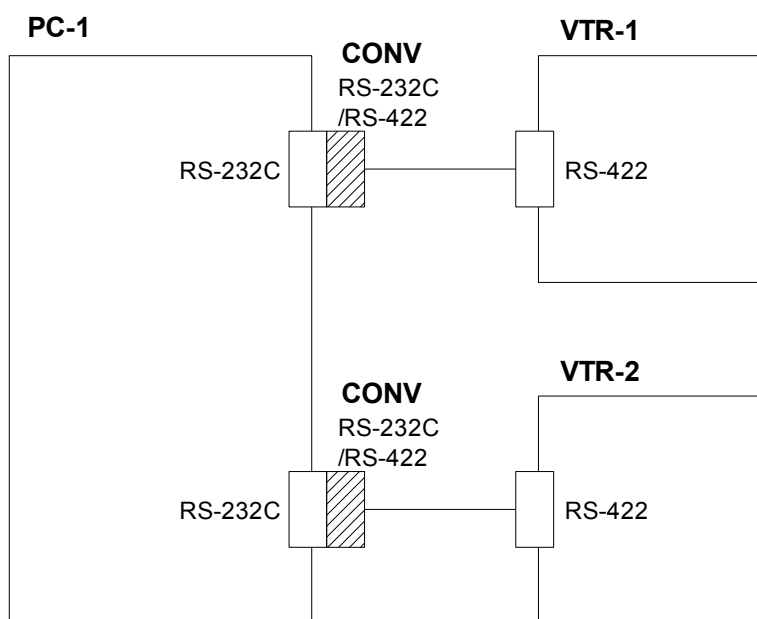 PC-1
CONV
RS-232C
/RS-422
VTR-1
RS-232C
RS-422
CONV
RS-232C
/RS-422
VTR-2
RS-232C
RS-422